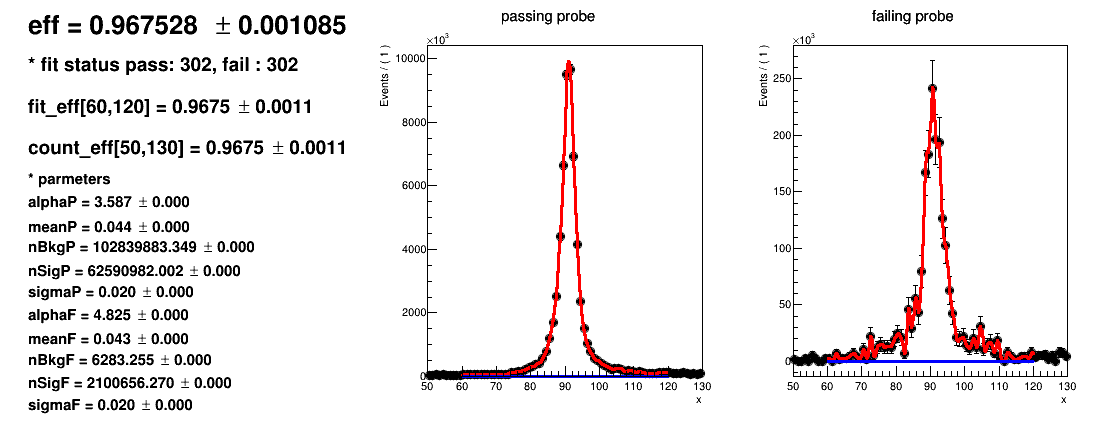 eff = 0.967528 ± 0.001085
* fit status pass: 302, fail : 302
fit_eff[60,120] = 0.9675 ± 0.0011
count_eff[50,130] = 0.9675 ± 0.0011
* parmeters
alphaP = 3.587 ± 0.000
meanP = 0.044 ± 0.000
nBkgP = 102839883.349 ± 0.000
nSigP = 62590982.002 ± 0.000
sigmaP = 0.020 ± 0.000
alphaF = 4.825 ± 0.000
meanF = 0.043 ± 0.000
nBkgF = 6283.255 ± 0.000
nSigF = 2100656.270 ± 0.000
sigmaF = 0.020 ± 0.000
passing probe
×10³
Events / ( 1 )
10000
8000
6000
4000
2000
0
50 60 70 80 90 100 110 120 130
x
failing probe
×10³
Events / ( 1 )
250
200
150
100
50
0
50 60 70 80 90 100 110 120 130
x